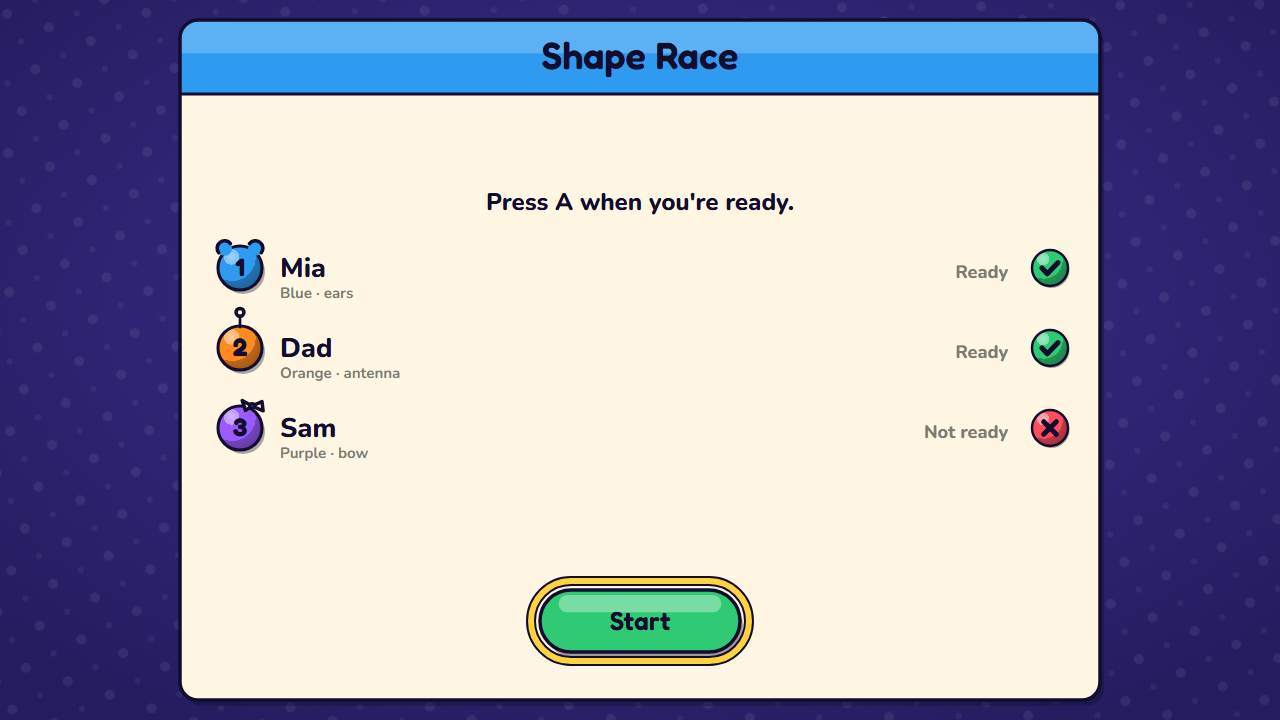 Shape Race
Press A when you're ready.
1 Mia Ready
Blue · ears
2 Dad Ready
Orange · antenna
3 Sam Not ready
Purple · bow
Start